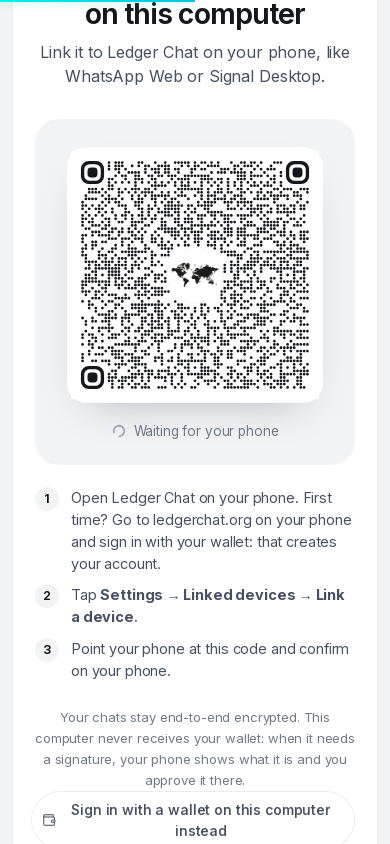 on this computer
Link it to Ledger Chat on your phone, like
WhatsApp Web or Signal Desktop.
Waiting for your phone
1 Open Ledger Chat on your phone. First
time? Go to ledgerchat.org on your phone
and sign in with your wallet: that creates
your account.
2 Tap Settings → Linked devices → Link
a device.
3 Point your phone at this code and confirm
on your phone.
Your chats stay end-to-end encrypted. This
computer never receives your wallet: when it needs
a signature, your phone shows what it is and you
approve it there.
Sign in with a wallet on this computer
instead